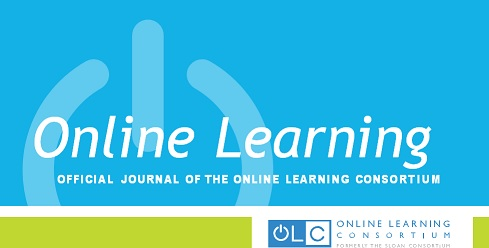 Online Learning
OFFICIAL JOURNAL OF THE ONLINE LEARNING CONSORTIUM
OLC
ONLINE LEARNING
CONSORTIUM
FORMERLY THE SLOAN CONSORTIUM